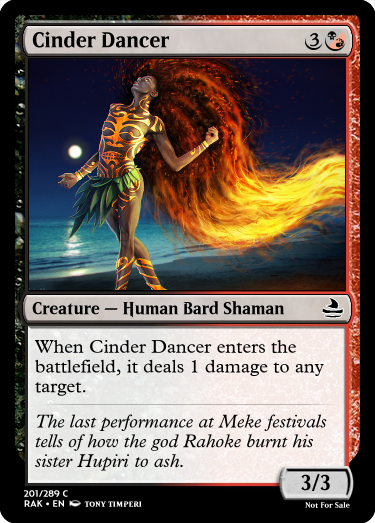 Cinder Dancer 3
Creature — Human Bard Shaman
When Cinder Dancer enters the
battlefield, it deals 1 damage to any
target.
The last performance at Meke festivals
tells of how the god Rahoke burnt his
sister Hupiri to ash.
3/3
201/289 C
RAK • EN TONY TIMPERI
Not For Sale